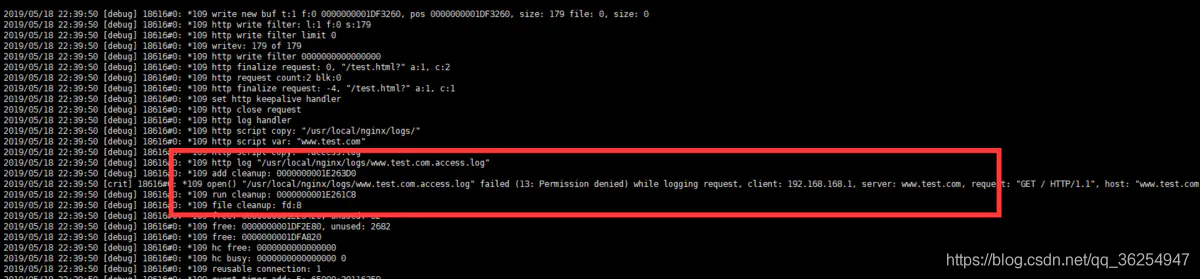 2019/05/18 22:39:50 [debug] 18616#0: *109 write new buf t:1 f:0 0000000001DF3260, pos 0000000001DF3260, size: 179 file: 0, size: 0
2019/05/18 22:39:50 [debug] 18616#0: *109 http write filter: l:1 f:0 s:179
2019/05/18 22:39:50 [debug] 18616#0: *109 http write filter limit 0
2019/05/18 22:39:50 [debug] 18616#0: *109 writev: 179 of 179
2019/05/18 22:39:50 [debug] 18616#0: *109 http write filter 0000000000000000
2019/05/18 22:39:50 [debug] 18616#0: *109 http finalize request: 0, "/test.html?" a:1, c:2
2019/05/18 22:39:50 [debug] 18616#0: *109 http request count:2 blk:0
2019/05/18 22:39:50 [debug] 18616#0: *109 http finalize request: -4, "/test.html?" a:1, c:1
2019/05/18 22:39:50 [debug] 18616#0: *109 set http keepalive handler
2019/05/18 22:39:50 [debug] 18616#0: *109 http close request
2019/05/18 22:39:50 [debug] 18616#0: *109 http log handler
2019/05/18 22:39:50 [debug] 18616#0: *109 http script copy: "/usr/local/nginx/logs/"
2019/05/18 22:39:50 [debug] 18616#0: *109 http script var: "www.test.com"
2019/05/18 22:39:50 [debug] 18616#0: *109 http script copy: ".access.log"
2019/05/18 22:39:50 [debug] 18616#0: *109 http log "/usr/local/nginx/logs/www.test.com.access.log"
2019/05/18 22:39:50 [debug] 18616#0: *109 add cleanup: 0000000001E263D0
2019/05/18 22:39:50 [crit] 18616#0: *109 open() "/usr/local/nginx/logs/www.test.com.access.log" failed (13: Permission denied) while logging request, client: 192.168.168.1, server: www.test.com, request: "GET / HTTP/1.1", host: "www.test.com
2019/05/18 22:39:50 [debug] 18616#0: *109 run cleanup: 0000000001E261C8
2019/05/18 22:39:50 [debug] 18616#0: *109 file cleanup: fd:8
2019/05/18 22:39:50 [debug] 18616#0: *109 free: unused:
2019/05/18 22:39:50 [debug] 18616#0: *109 free: 0000000001DF2E80, unused: 2682
2019/05/18 22:39:50 [debug] 18616#0: *109 free: 0000000001DFAB20
2019/05/18 22:39:50 [debug] 18616#0: *109 hc free: 0000000000000000
2019/05/18 22:39:50 [debug] 18616#0: *109 hc busy: 0000000000000000 0
2019/05/18 22:39:50 [debug] 18616#0: *109 reusable connection: 1
https://blog.csdn.net/qq_36254947